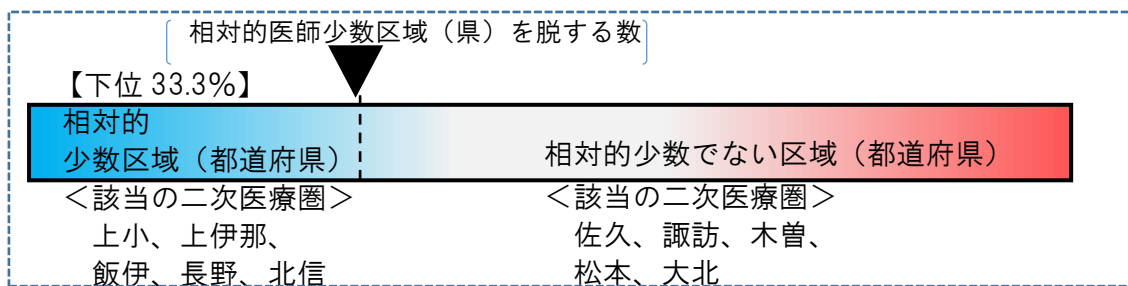 相対的医師少数区域（県）を脱する数
【下位 33.3%】
相対的
少数区域（都道府県）
相対的少数でない区域（都道府県）
＜該当の二次医療圏＞
上小、上伊那、
飯伊、長野、北信
＜該当の二次医療圏＞
佐久、諏訪、木曽、
松本、大北